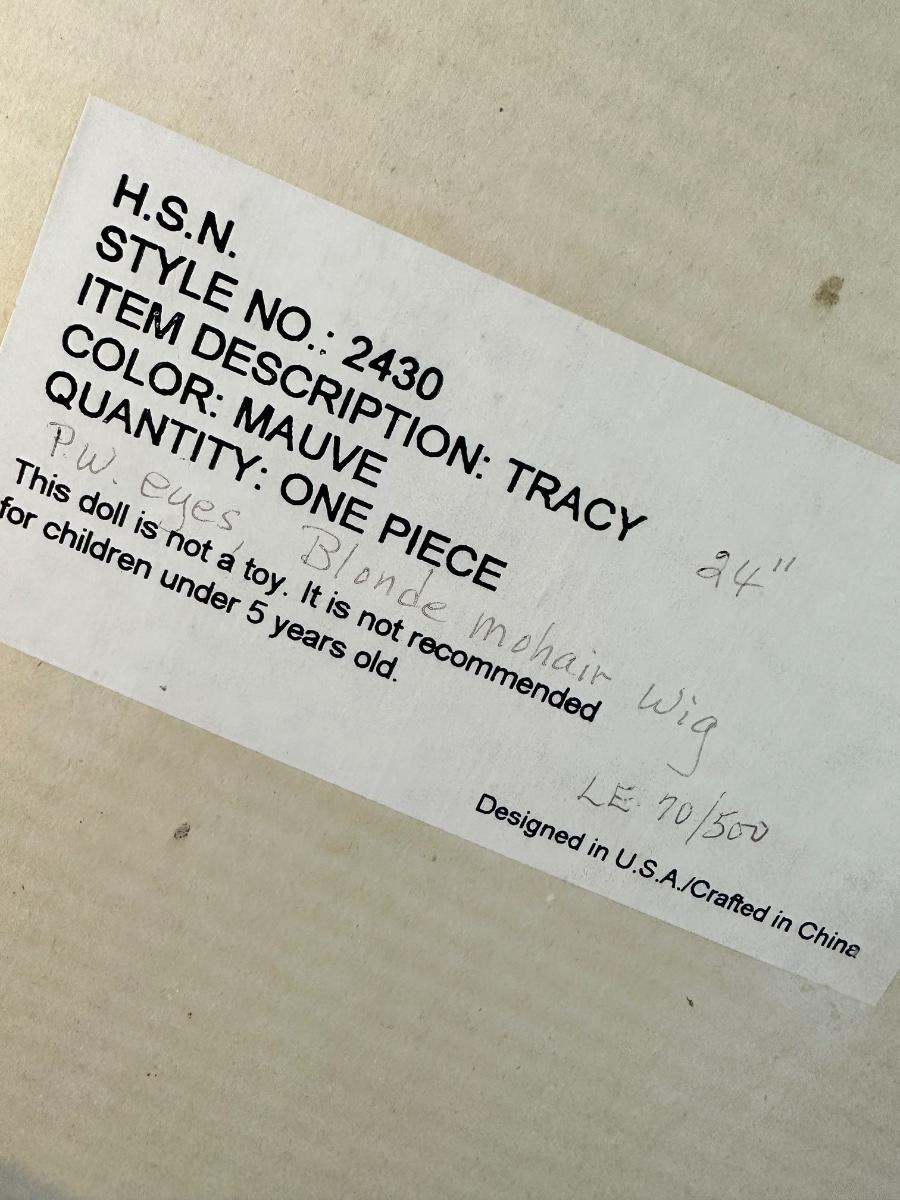 H.S.N.
STYLE NO.: 2430
ITEM DESCRIPTION: TRACY
COLOR: MAUVE
24"
QUANTITY: ONE PIECE
P.W. eyes, Blonde mohair Wig
This doll is not a toy. It is not recommended
for children under 5 years old.
LE 70/500
Designed in U.S.A./Crafted in China